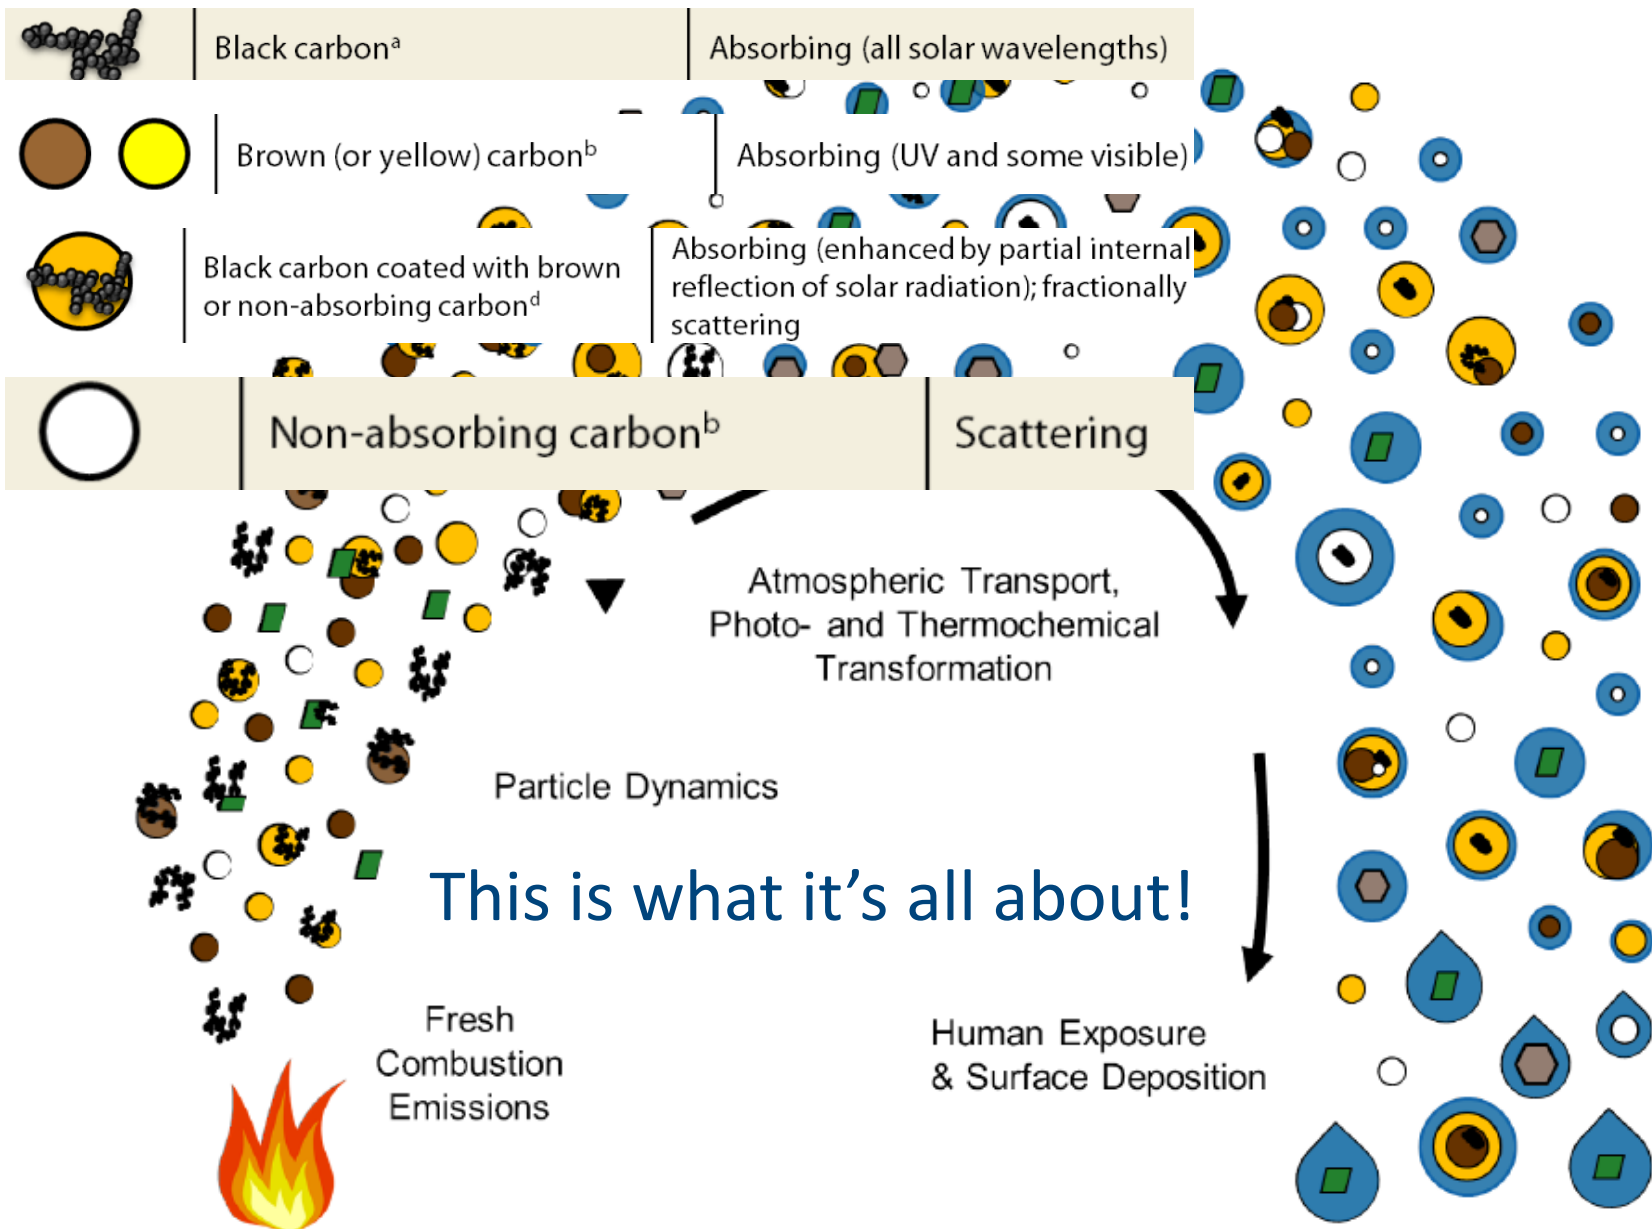 Black carbonᵃ
Absorbing (all solar wavelengths)
Brown (or yellow) carbonᵇ
Absorbing (UV and some visible)
Black carbon coated with brown
or non-absorbing carbonᵈ
Absorbing (enhanced by partial internal
reflection of solar radiation); fractionally
scattering
Non-absorbing carbonᵇ
Scattering
Atmospheric Transport,
Photo- and Thermochemical
Transformation
Particle Dynamics
This is what it’s all about!
Fresh
Combustion
Emissions
Human Exposure
& Surface Deposition